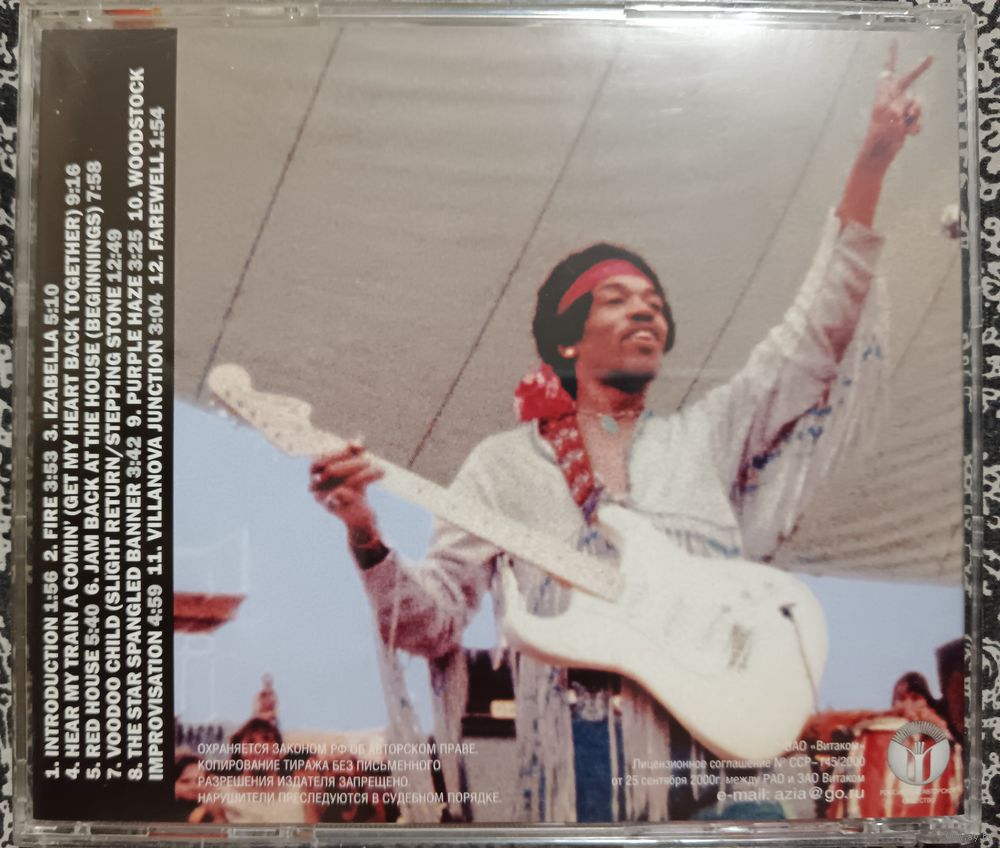 1. INTRODUCTION 1:56 2. FIRE 3:53 3. IZABELLA 5:10
4. HEAR MY TRAIN A COMIN' (GET MY HEART BACK TOGETHER) 9:16
5. RED HOUSE 5:40 6. JAM BACK AT THE HOUSE (BEGINNINGS) 7:58
7. VOODOO CHILD (SLIGHT RETURN/STEPPING STONE 12:49
8. THE STAR SPANGLED BANNER 3:42 9. PURPLE HAZE 3:25 10. WOODSTOCK
IMPROVISATION 4:59 11. VILLANOVA JUNCTION 3:04 12. FAREWELL 1:54
ОХРАНЯЕТСЯ ЗАКОНОМ РФ ОБ АВТОРСКОМ ПРАВЕ.
КОПИРОВАНИЕ ТИРАЖА БЕЗ ПИСЬМЕННОГО
РАЗРЕШЕНИЯ ИЗДАТЕЛЯ ЗАПРЕЩЕНО.
НАРУШИТЕЛИ ПРЕСЛЕДУЮТСЯ В СУДЕБНОМ ПОРЯДКЕ.
ЗАО «Витаком»
Лицензионное соглашение № ССР-145/2000
от 25 сентября 2000г. между РАО и ЗАО Витаком
e-mail: azia@go.ru